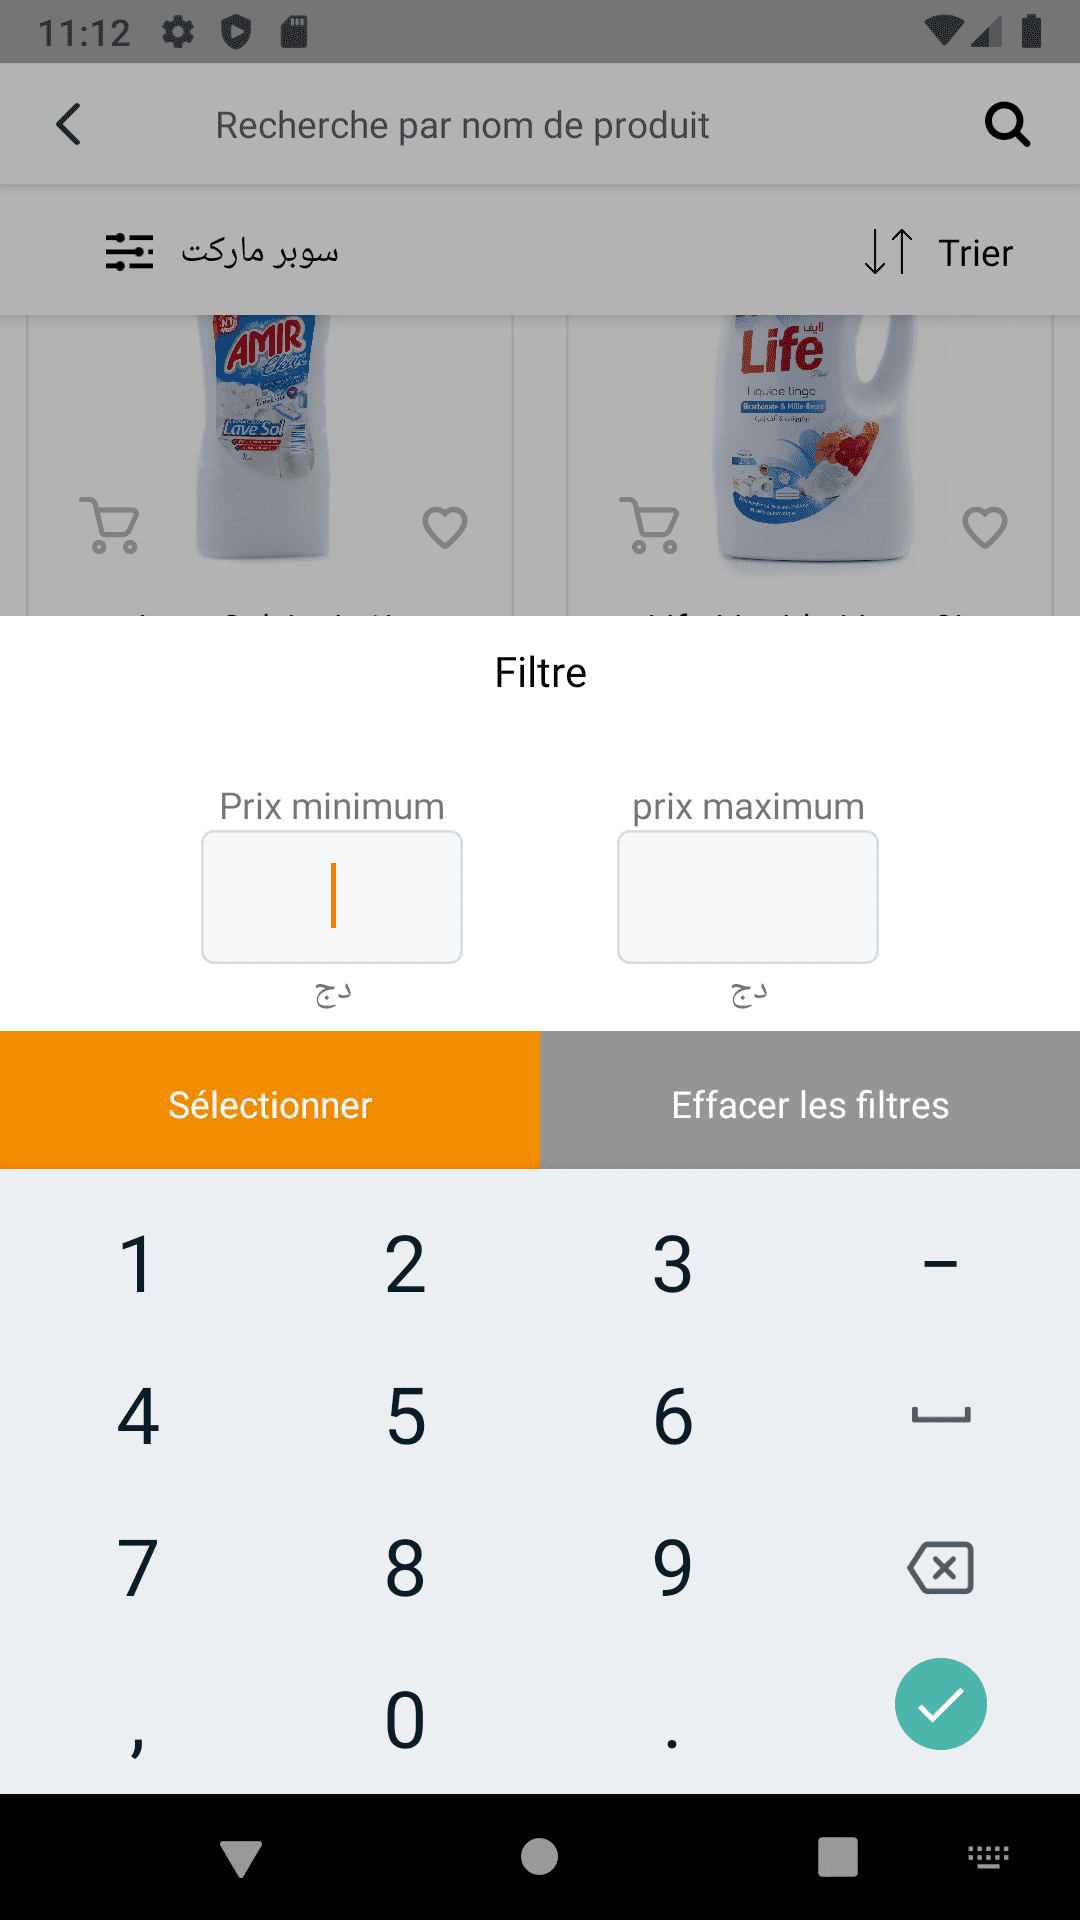 11:12
Recherche par nom de produit
سوبر ماركت
Trier
AMIR
Clean
Lave Sol
لايف
Life
Plus
Liquide linge
Bicarbonate & Mille-fleurs
Filtre
Prix minimum
prix maximum
دج
دج
Sélectionner
Effacer les filtres
1 2 3 –
4 5 6
7 8 9
, 0 .